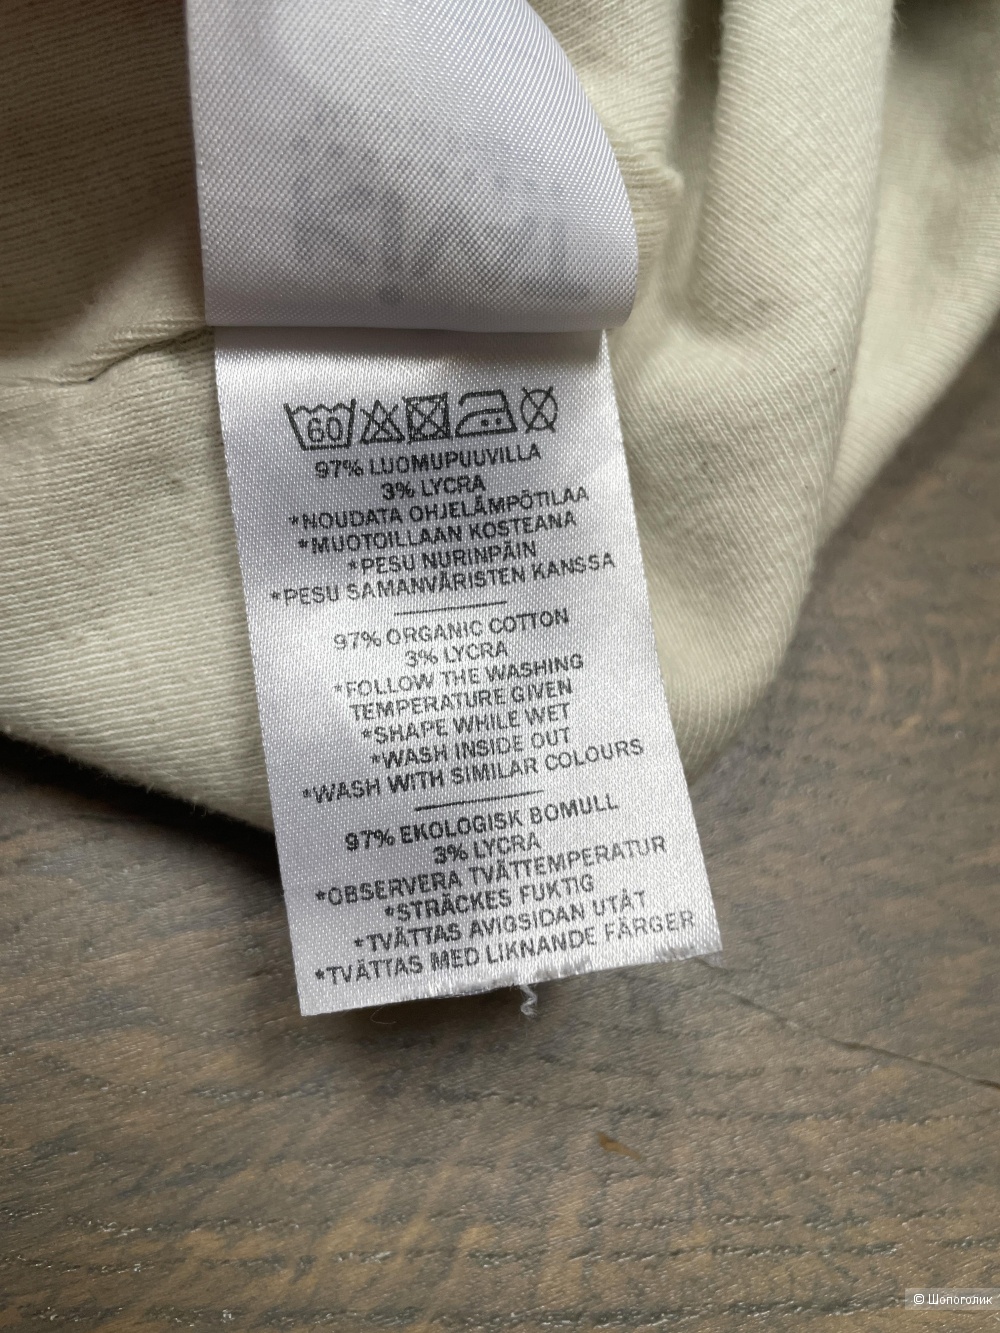 60
97% LUOMUPUUVILLA
3% LYCRA
*NOUDATA OHJELÄMPÖTILAA
*MUOTOILLAAN KOSTEANA
*PESU NURINPÄIN
*PESU SAMANVÄRISTEN KANSSA
97% ORGANIC COTTON
3% LYCRA
*FOLLOW THE WASHING
TEMPERATURE GIVEN
*SHAPE WHILE WET
*WASH INSIDE OUT
*WASH WITH SIMILAR COLOURS
97% EKOLOGISK BOMULL
3% LYCRA
*OBSERVERA TVÄTTEMPERATUR
*STRÄCKES FUKTIG
*TVÄTTAS AVIGSIDAN UTÅT
*TVÄTTAS MED LIKNANDE FÄRGER
© Шопоголик